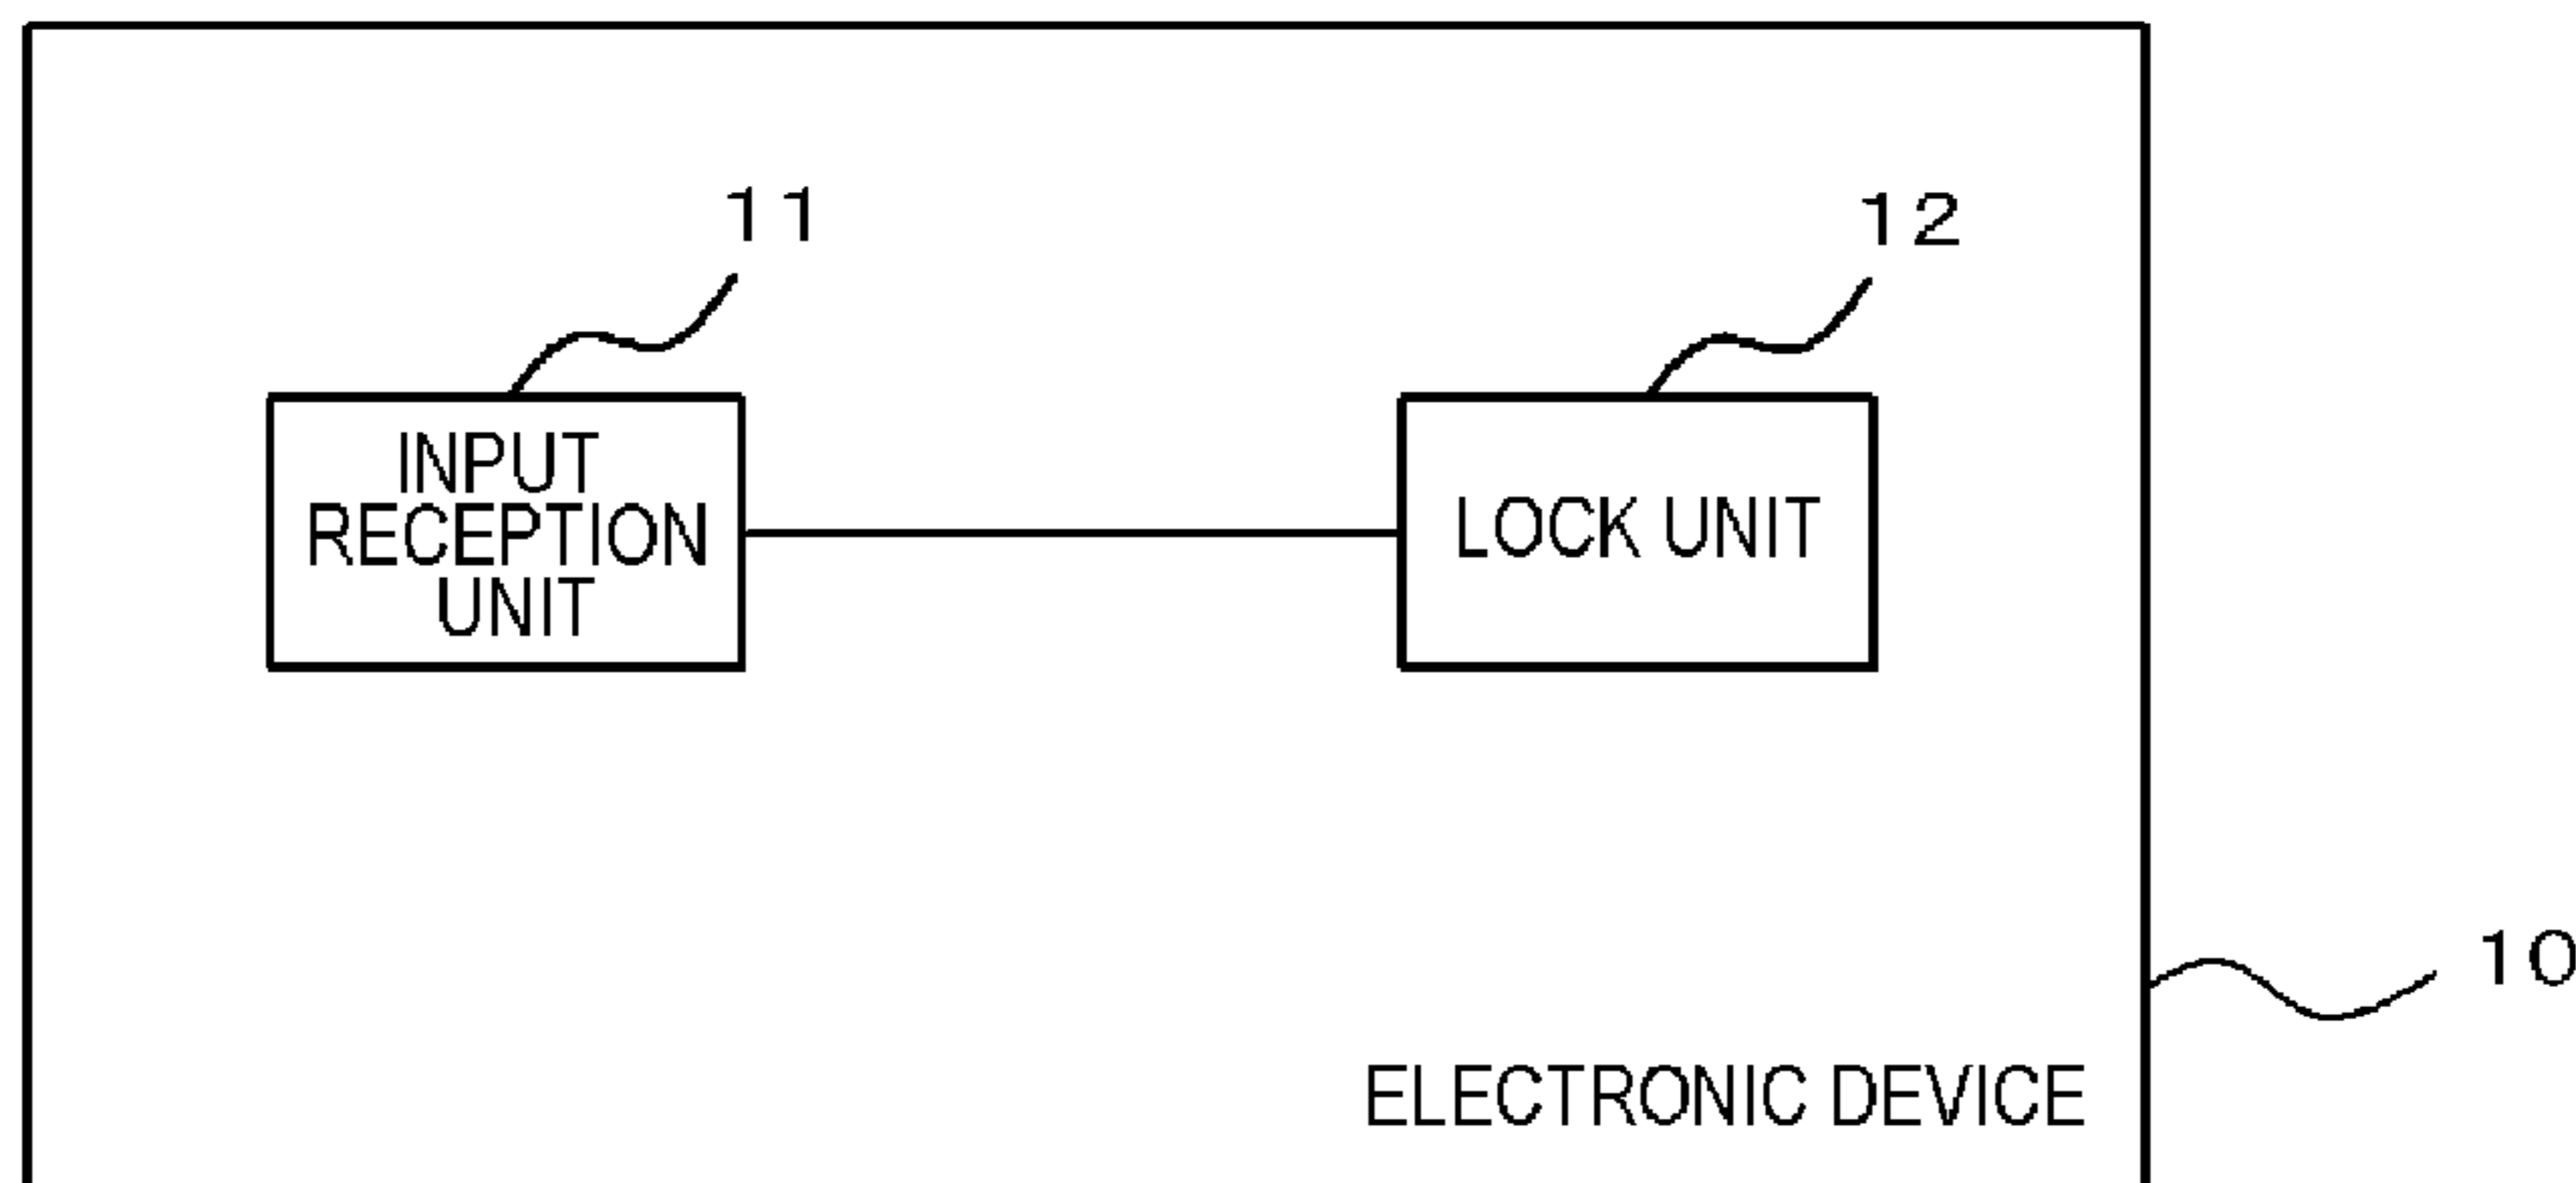 11
12
INPUT
RECEPTION
UNIT
LOCK UNIT
10
ELECTRONIC DEVICE